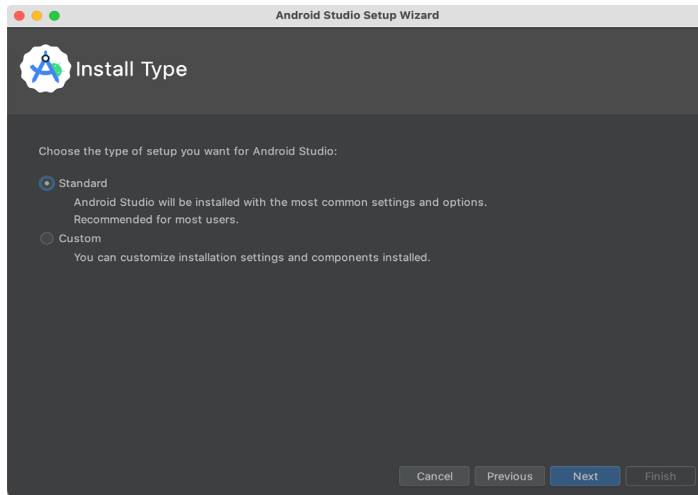 Android Studio Setup Wizard
Install Type
Choose the type of setup you want for Android Studio:
Standard
Android Studio will be installed with the most common settings and options.
Recommended for most users.
Custom
You can customize installation settings and components installed.
Cancel
Previous
Next
Finish